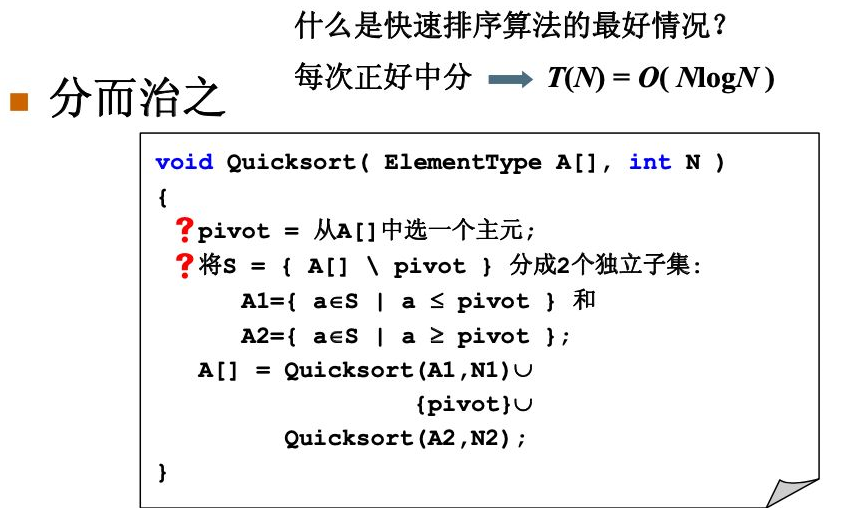 什么是快速排序算法的最好情况？
每次正好中分 T(N) = O( NlogN )
分而治之
void Quicksort( ElementType A[], int N )
{
?pivot = 从A[]中选一个主元;
?将S = { A[] \ pivot } 分成2个独立子集:
A1={ a∈S | a ≤ pivot } 和
A2={ a∈S | a ≥ pivot };
A[] = Quicksort(A1,N1)∪
{pivot}∪
Quicksort(A2,N2);
}